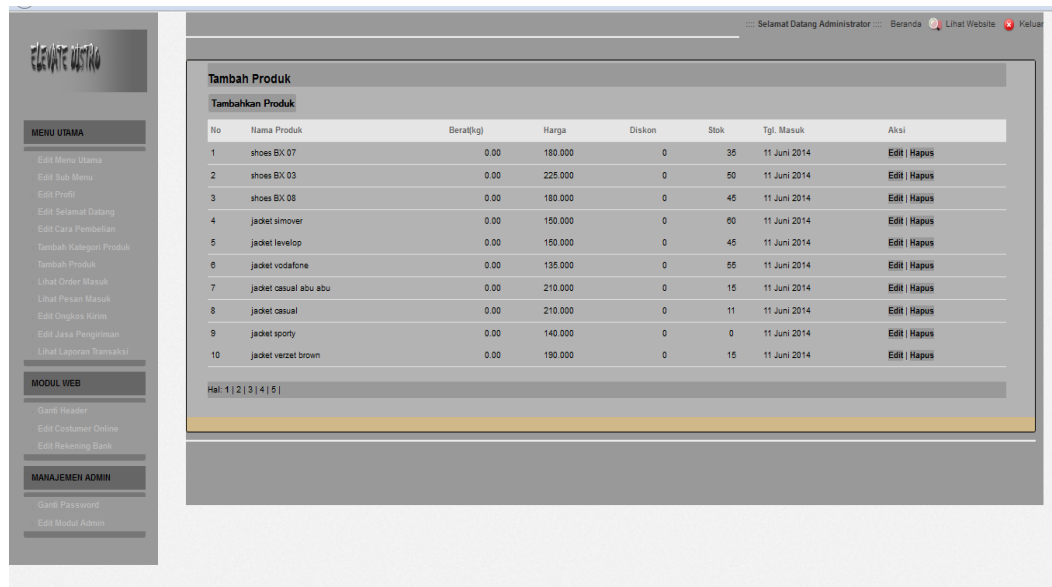 :::: Selamat Datang Administrator :::: Beranda Lihat Website Keluar
ELEVATE DISTRO
MENU UTAMA
Edit Menu Utama
Edit Sub Menu
Edit Profil
Edit Selamat Datang
Edit Cara Pembelian
Tambah Kategori Produk
Tambah Produk
Lihat Order Masuk
Lihat Pesan Masuk
Edit Ongkos Kirim
Edit Jasa Pengiriman
Lihat Laporan Transaksi
MODUL WEB
Ganti Header
Edit Costumer Online
Edit Rekening Bank
MANAJEMEN ADMIN
Ganti Password
Edit Modul Admin
Tambah Produk
Tambahkan Produk
No Nama Produk Berat(kg) Harga Diskon Stok Tgl. Masuk Aksi
1 shoes BX 07 0.00 180.000 0 35 11 Juni 2014 Edit | Hapus
2 shoes BX 03 0.00 225.000 0 50 11 Juni 2014 Edit | Hapus
3 shoes BX 08 0.00 180.000 0 45 11 Juni 2014 Edit | Hapus
4 jacket simover 0.00 150.000 0 60 11 Juni 2014 Edit | Hapus
5 jacket levelop 0.00 150.000 0 45 11 Juni 2014 Edit | Hapus
6 jacket vodafone 0.00 135.000 0 55 11 Juni 2014 Edit | Hapus
7 jacket casual abu abu 0.00 210.000 0 15 11 Juni 2014 Edit | Hapus
8 jacket casual 0.00 210.000 0 11 11 Juni 2014 Edit | Hapus
9 jacket sporty 0.00 140.000 0 0 11 Juni 2014 Edit | Hapus
10 jacket verzet brown 0.00 190.000 0 15 11 Juni 2014 Edit | Hapus
Hal: 1 | 2 | 3 | 4 | 5 |